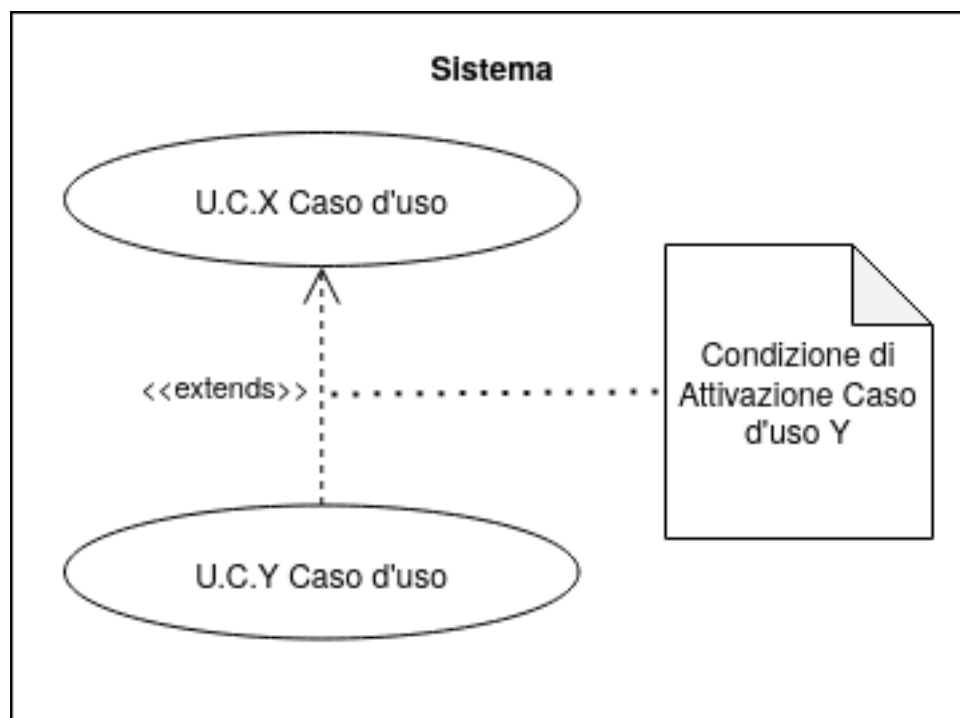 Sistema
U.C.X Caso d'uso
<<extends>>
Condizione di
Attivazione Caso
d'uso Y
U.C.Y Caso d'uso